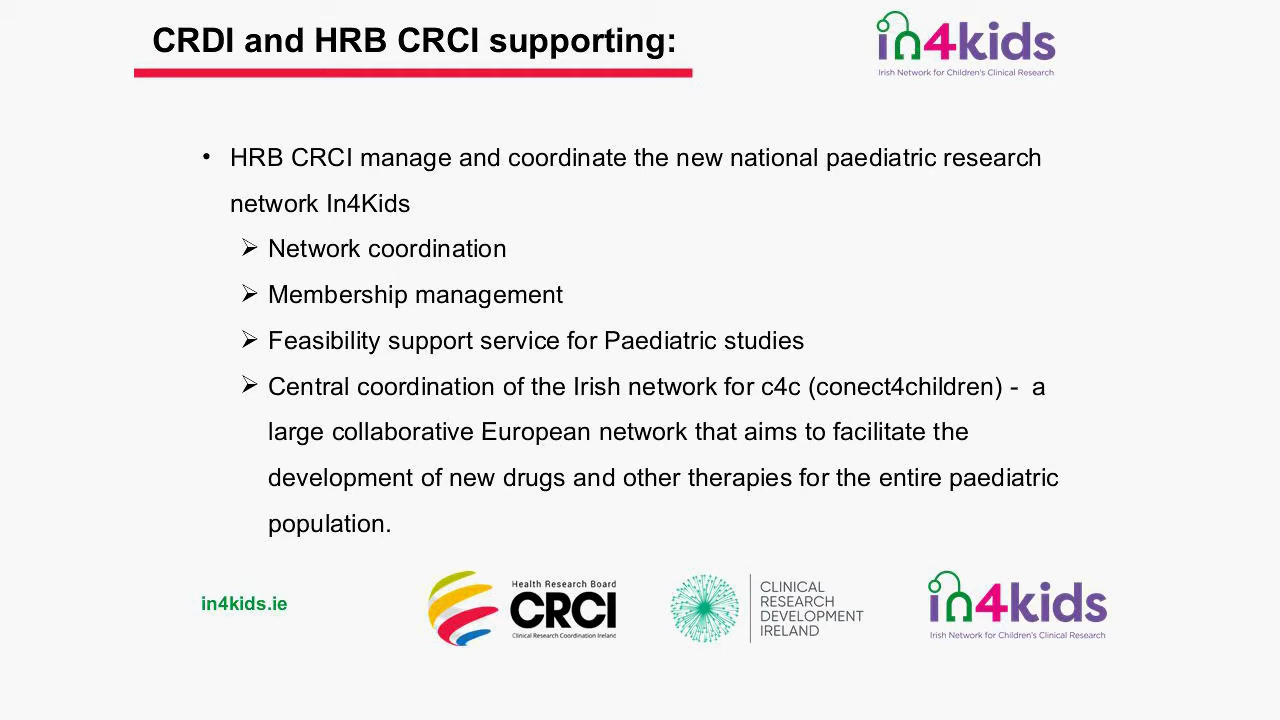 CRDI and HRB CRCI supporting:
in4kids
Irish Network for Children's Clinical Research
• HRB CRCI manage and coordinate the new national paediatric research
network In4Kids
➢ Network coordination
➢ Membership management
➢ Feasibility support service for Paediatric studies
➢ Central coordination of the Irish network for c4c (conect4children) - a
large collaborative European network that aims to facilitate the
development of new drugs and other therapies for the entire paediatric
population.
in4kids.ie
Health Research Board
CRCI
Clinical Research Coordination Ireland
CLINICAL
RESEARCH
DEVELOPMENT
IRELAND
in4kids
Irish Network for Children's Clinical Research